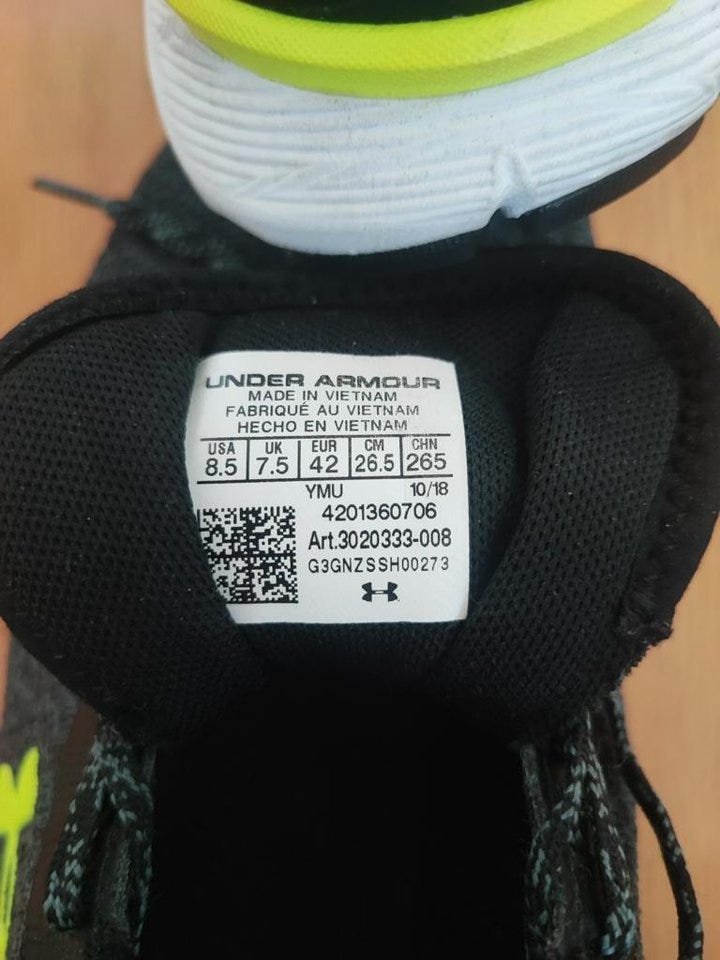 UNDER ARMOUR
MADE IN VIETNAM
FABRIQUÉ AU VIETNAM
HECHO EN VIETNAM
USA UK EUR CM CHN
8.5 7.5 42 26.5 265
YMU 10/18
4201360706
Art.3020333-008
G3GNZSSH00273